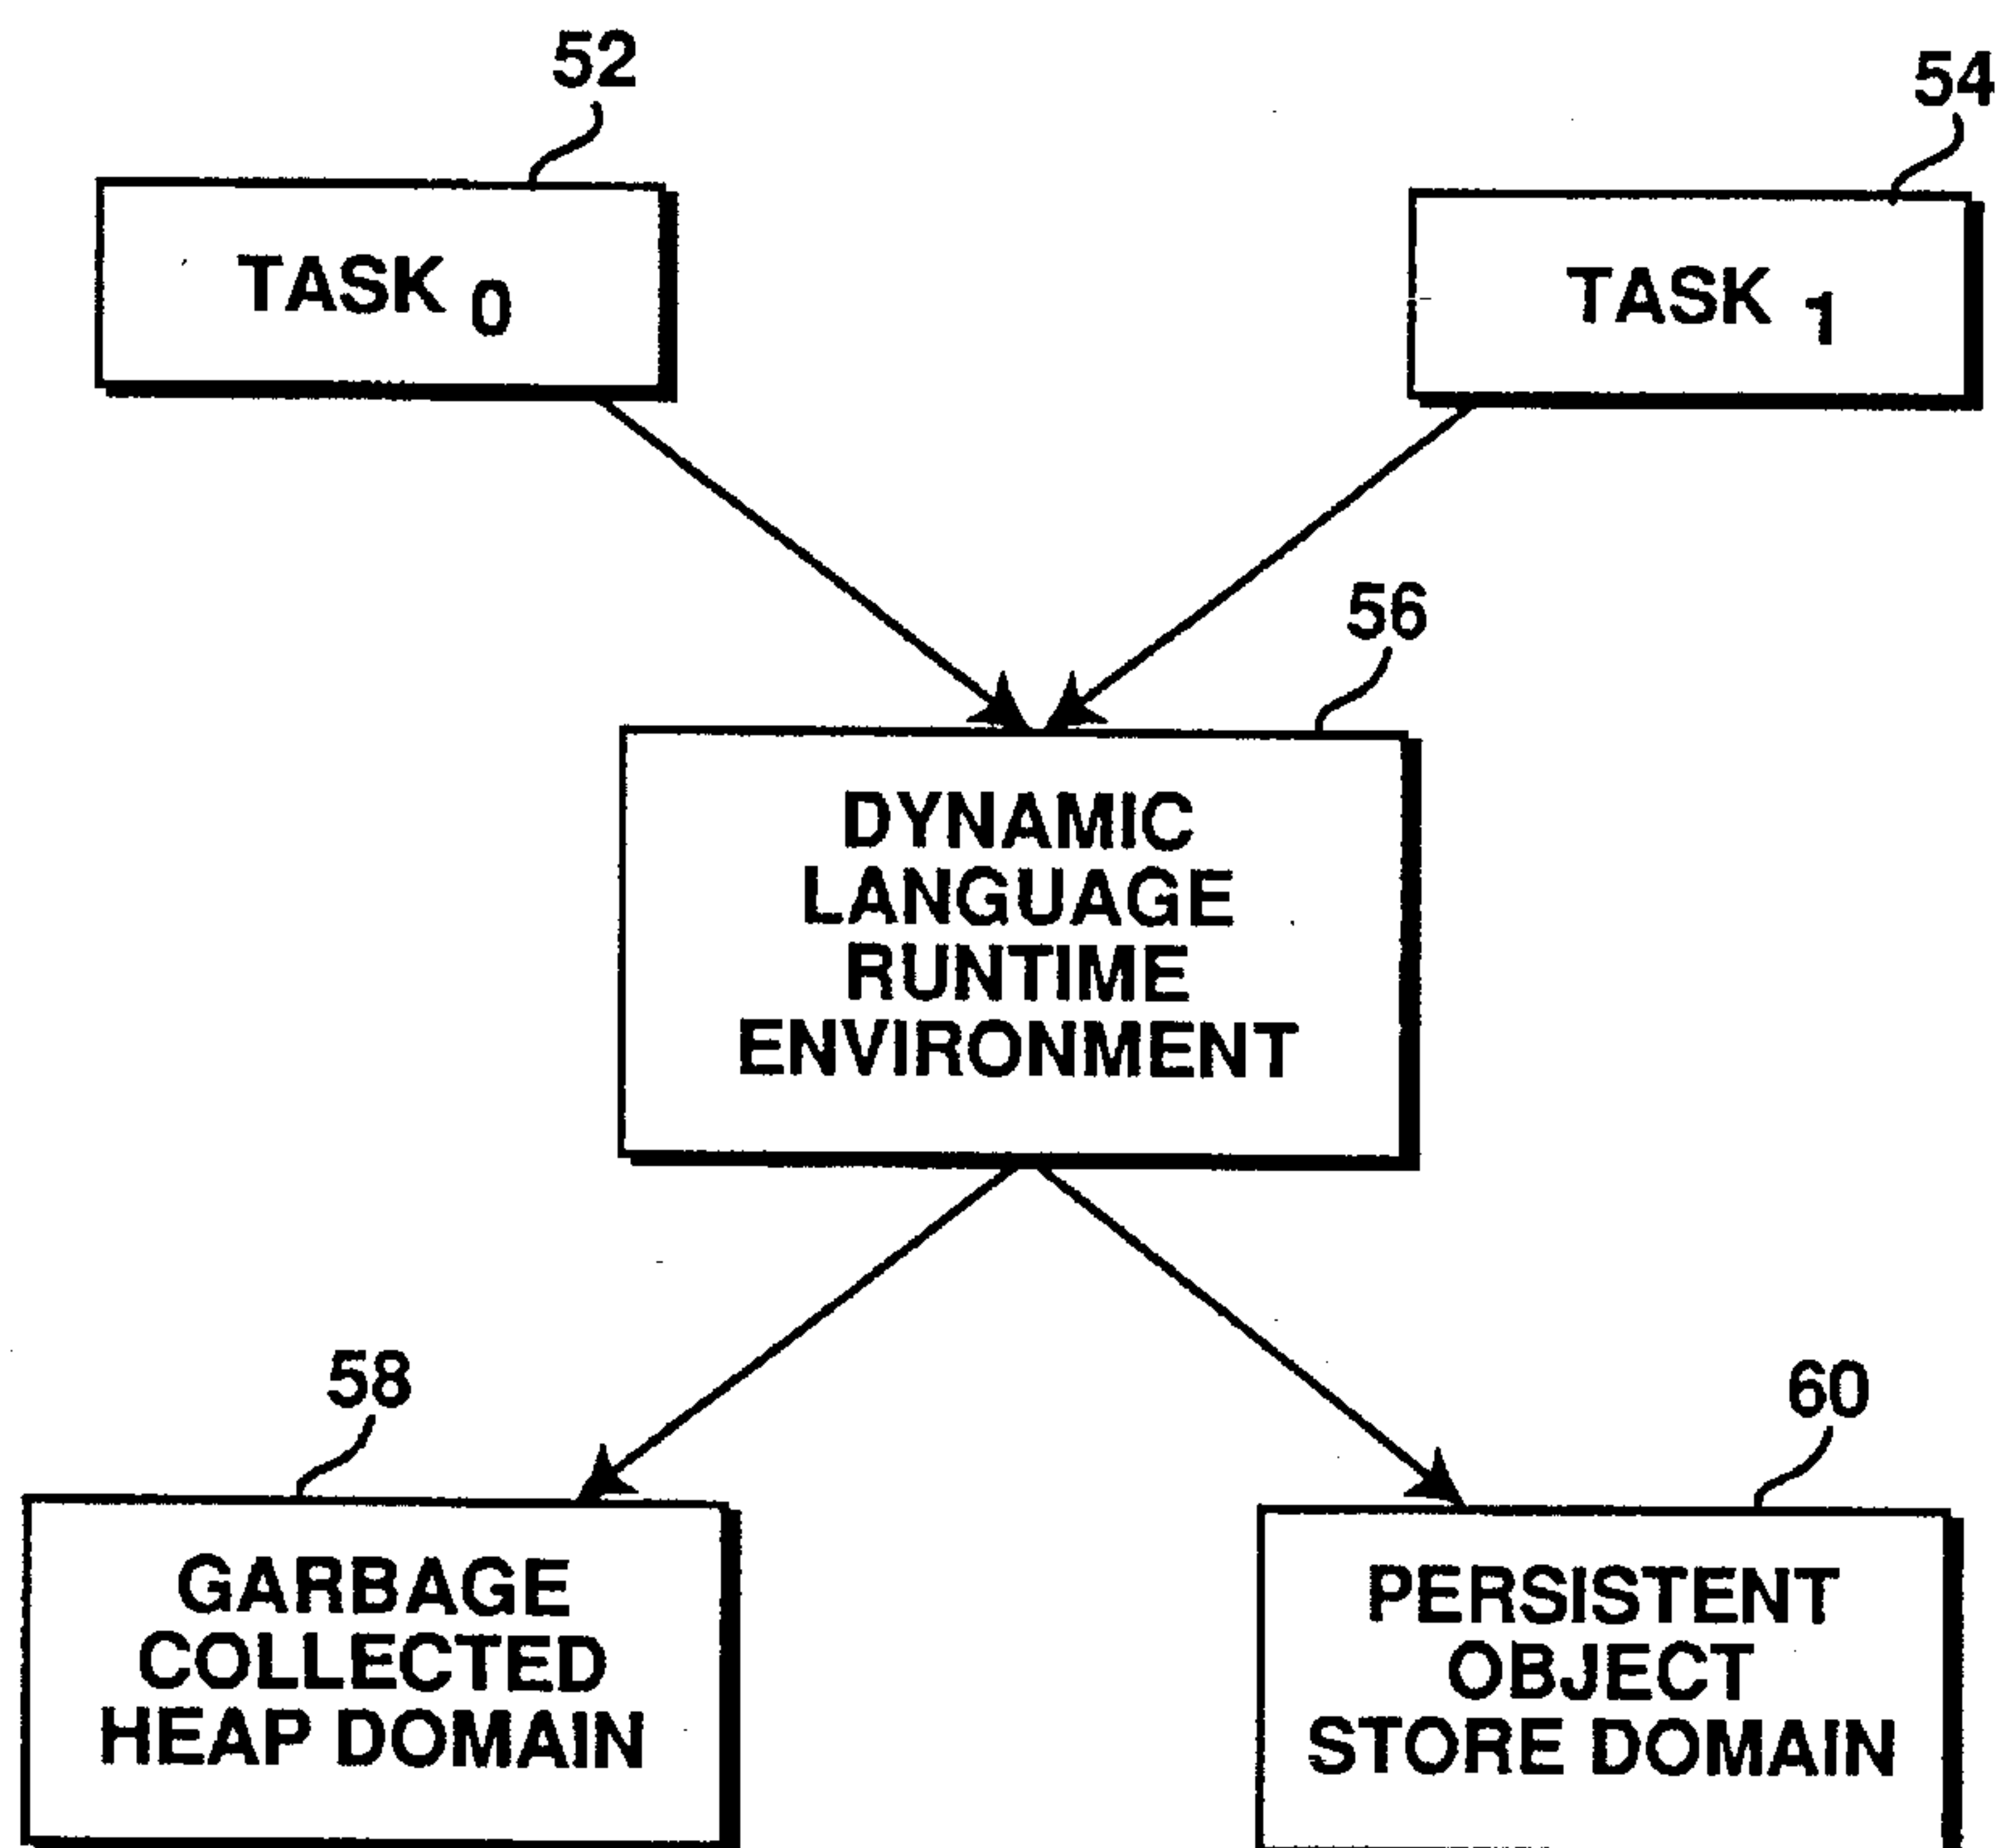 52
54
TASK 0
TASK 1
56
DYNAMIC
LANGUAGE
RUNTIME
ENVIRONMENT
58
60
GARBAGE
COLLECTED
HEAP DOMAIN
PERSISTENT
OBJECT
STORE DOMAIN